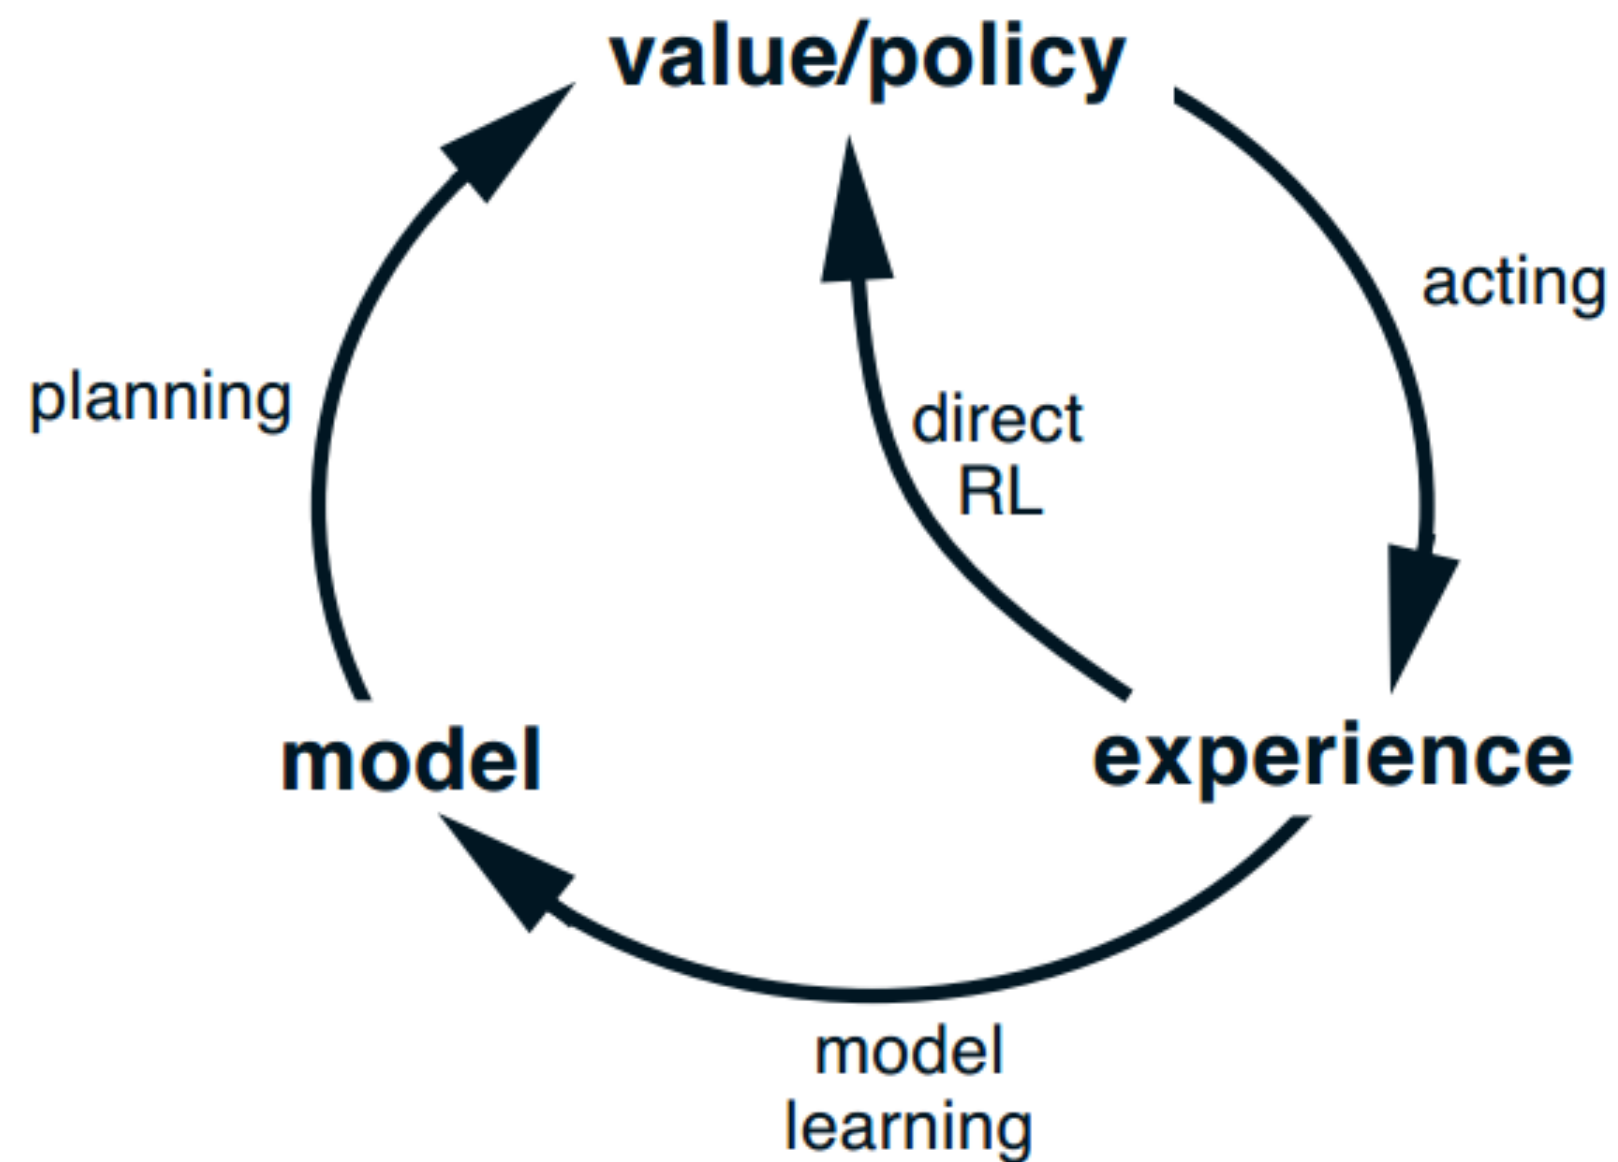 value/policy
acting
planning
direct
RL
model
experience
model
learning